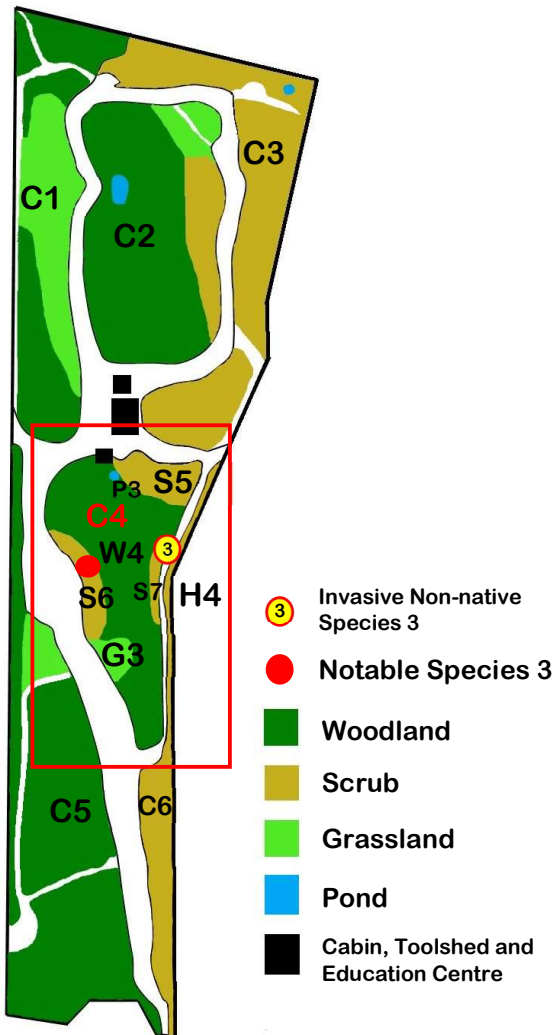 C3
C1
C2
P3
S5
C4
W4
3
S6
S7
H4
G3
C5
C6
3
Invasive Non-native
Species 3
Notable Species 3
Woodland
Scrub
Grassland
Pond
Cabin, Toolshed and
Education Centre